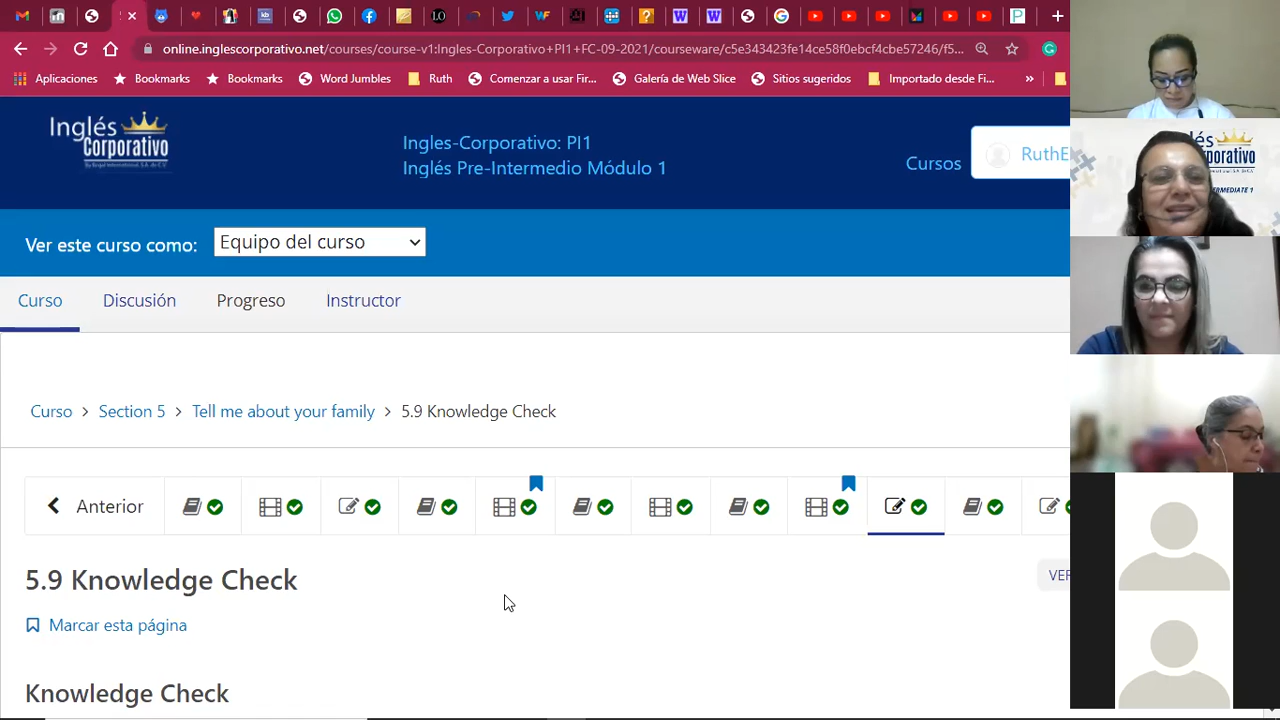 online.inglescorporativo.net/courses/course-v1:Ingles-Corporativo+PI1+FC-09-2021/courseware/c5e343423fe14ce58f0ebcf4cbe57246/f5...
Aplicaciones Bookmarks Bookmarks Word Jumbles Ruth Comenzar a usar Fir... Galería de Web Slice Sitios sugeridos Importado desde Fi... »
Inglés
Corporativo
Ingles-Corporativo: PI1
Inglés Pre-Intermedio Módulo 1
Cursos
RuthE
Ver este curso como: Equipo del curso
Curso Discusión Progreso Instructor
Curso > Section 5 > Tell me about your family > 5.9 Knowledge Check
Anterior
5.9 Knowledge Check
VER
Marcar esta página
Knowledge Check